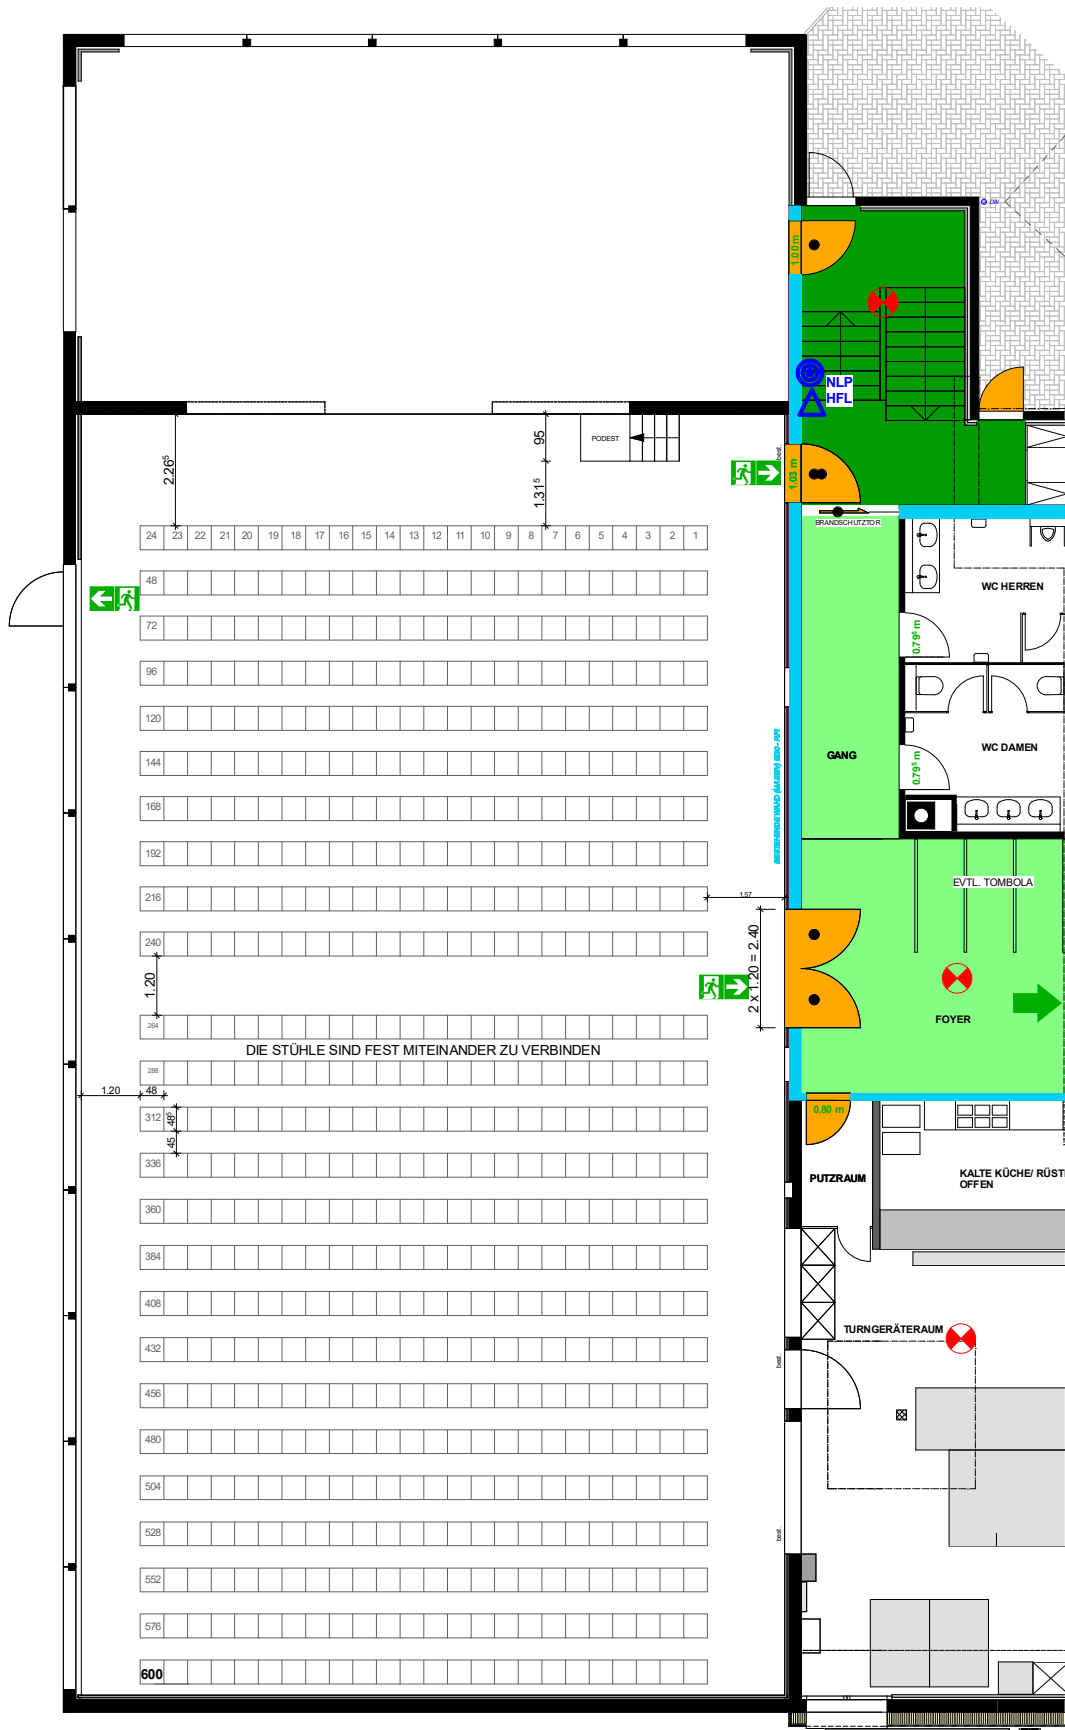 DW
1.00 m
NLP
HFL
PODEST
95
2.26⁵
1.31⁵
best.
1.03 m
BRANDSCHUTZTOR
24 23 22 21 20 19 18 17 16 15 14 13 12 11 10 9 8 7 6 5 4 3 2 1
48
72
96
120
144
168
192
216
240
264
288
312
336
360
384
408
432
456
480
504
528
552
576
600
WC HERREN
0.79⁵ m
WC DAMEN
0.79⁵ m
GANG
EVTL. TOMBOLA
1.57
2 x 1.20 = 2.40
1.20
FOYER
DIE STÜHLE SIND FEST MITEINANDER ZU VERBINDEN
1.20
48
48⁵
45
0.80 m
PUTZRAUM
KALTE KÜCHE/ RÜSTI
OFFEN
TURNGERÄTERAUM
best.
best.